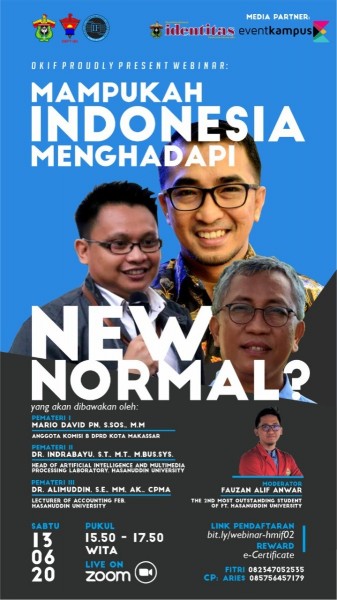 MEDIA PARTNER:
identitas eventkampus
OKIF PROUDLY PRESENT WEBINAR:
MAMPUKAH
INDONESIA
MENGHADAPI
NEW
NORMAL?
yang akan dibawakan oleh:
PEMATERI I
MARIO DAVID PN, S.SOS., M.M
ANGGOTA KOMISI B DPRD KOTA MAKASSAR
PEMATERI II
DR. INDRABAYU. S.T., M.T., M.BUS.SYS.
HEAD OF ARTIFICIAL INTELLIGENCE AND MULTIMEDIA
PROCESSING LABORATORY. HASANUDDIN UNIVERSITY
PEMATERI III
DR. ALIMUDDIN, S.E., MM, AK., CPMA
LECTURER OF ACCOUNTING FEB.
HASANUDDIN UNIVERSITY
MODERATOR
FAUZAN ALIF ANWAR
THE 2ND MOST OUTSTANDING STUDENT
OF FT. HASANUDDIN UNIVERSITY
SABTU
13
06
20
PUKUL
15.50 - 17.50
WITA
LIVE ON
zoom
LINK PENDAFTARAN
bit.ly/webinar-hmif02
REWARD
e-Certificate
FITRI 082347052535
CP: ARIES 085756457179